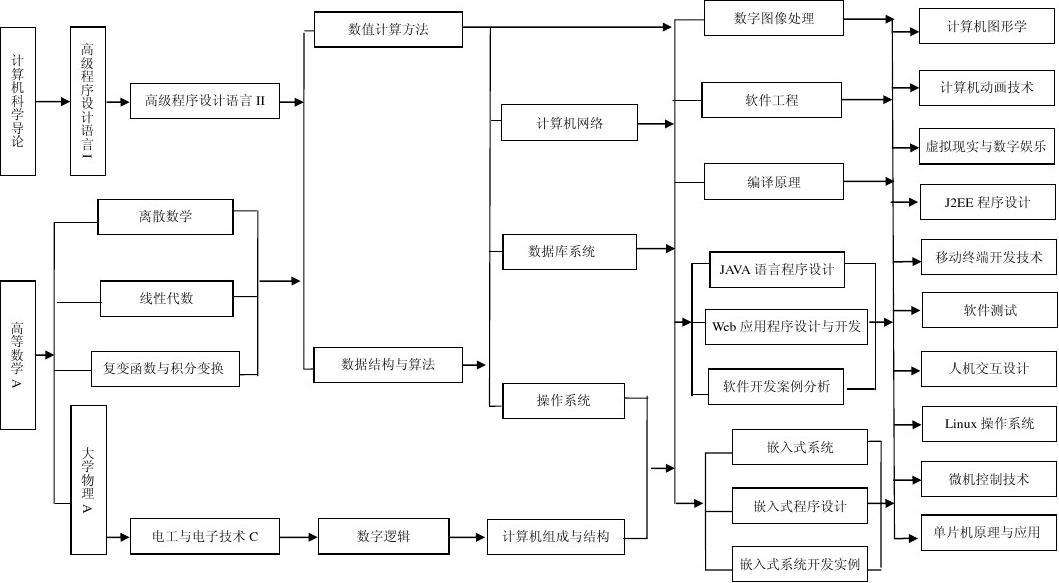 计算机科学导论
高级程序设计语言 I
高级程序设计语言 II
高等数学 A
离散数学
线性代数
复变函数与积分变换
大学物理 A
电工与电子技术 C
数值计算方法
数据结构与算法
数字逻辑
计算机网络
数据库系统
操作系统
计算机组成与结构
数字图像处理
软件工程
编译原理
JAVA 语言程序设计
Web 应用程序设计与开发
软件开发案例分析
嵌入式系统
嵌入式程序设计
嵌入式系统开发实例
计算机图形学
计算机动画技术
虚拟现实与数字娱乐
J2EE 程序设计
移动终端开发技术
软件测试
人机交互设计
Linux 操作系统
微机控制技术
单片机原理与应用